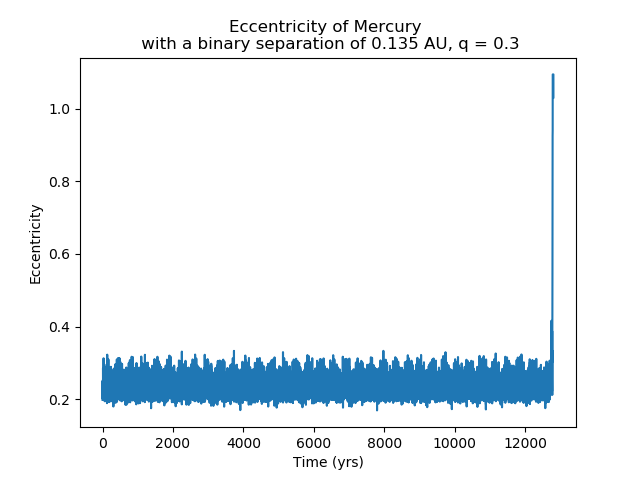 Eccentricity of Mercury
with a binary separation of 0.135 AU, q = 0.3
1.0
0.8
0.6
0.4
0.2
Eccentricity
0 2000 4000 6000 8000 10000 12000
Time (yrs)